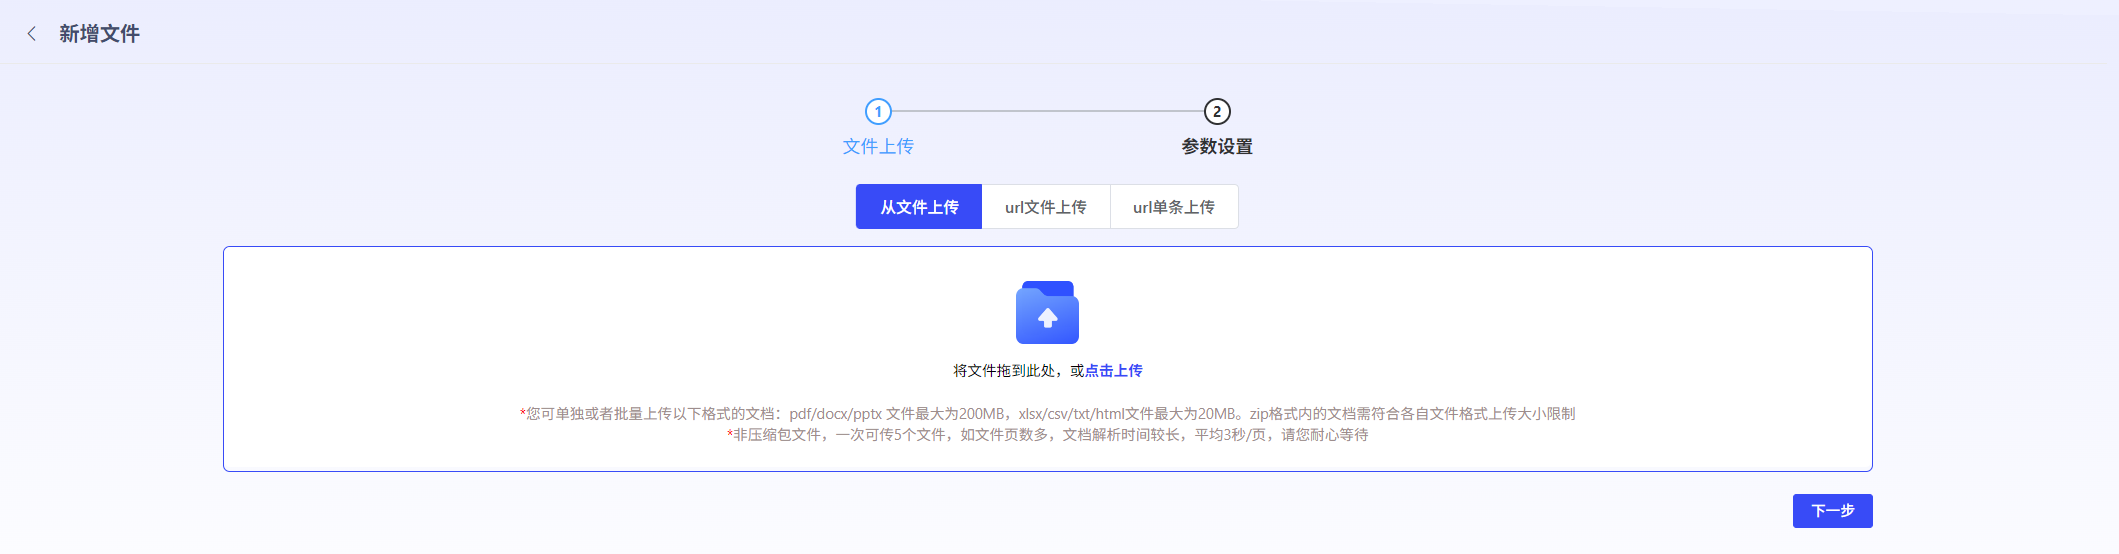 新增文件
1
2
文件上传
参数设置
从文件上传
url文件上传
url单条上传
将文件拖到此处，或点击上传
*您可单独或者批量上传以下格式的文档：pdf/docx/pptx 文件最大为200MB，xlsx/csv/txt/html文件最大为20MB。zip格式内的文档需符合各自文件格式上传大小限制
*非压缩包文件，一次可传5个文件，如文件页数多，文档解析时间较长，平均3秒/页，请您耐心等待
下一步